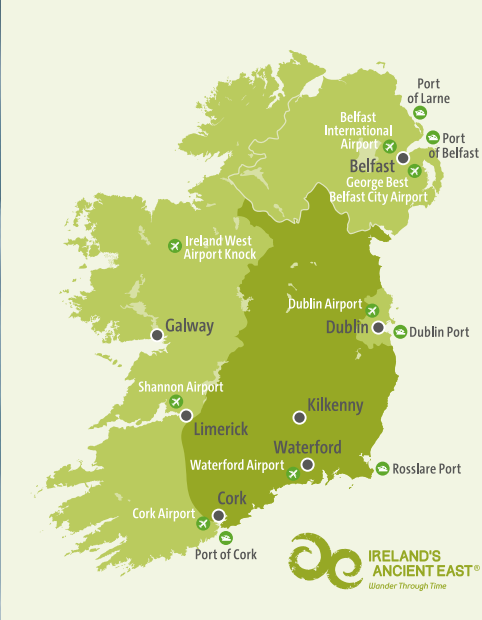 Port
of Larne
Belfast
International
Airport
Port
of Belfast
Belfast
George Best
Belfast City Airport
Ireland West
Airport Knock
Dublin Airport
Galway
Dublin
Dublin Port
Shannon Airport
Kilkenny
Limerick
Waterford
Waterford Airport
Rosslare Port
Cork
Cork Airport
Port of Cork
IRELAND'S
ANCIENT EAST®
Wander Through Time